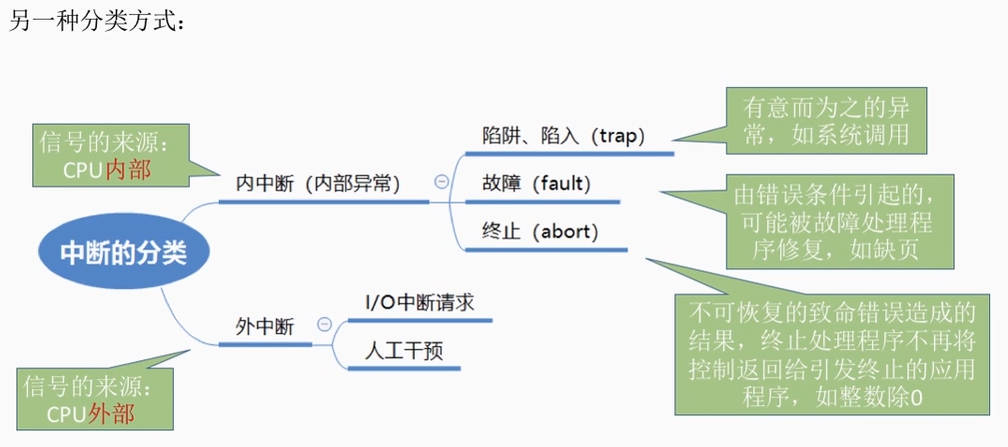 另一种分类方式：
信号的来源：
CPU内部
内中断（内部异常）
陷阱、陷入（trap）
有意而为之的异
常，如系统调用
故障（fault）
由错误条件引起的，
可能被故障处理程
序修复，如缺页
终止（abort）
不可恢复的致命错误造成的
结果，终止处理程序不再将
控制返回给引发终止的应用
程序，如整数除0
中断的分类
外中断
I/O中断请求
人工干预
信号的来源：
CPU外部